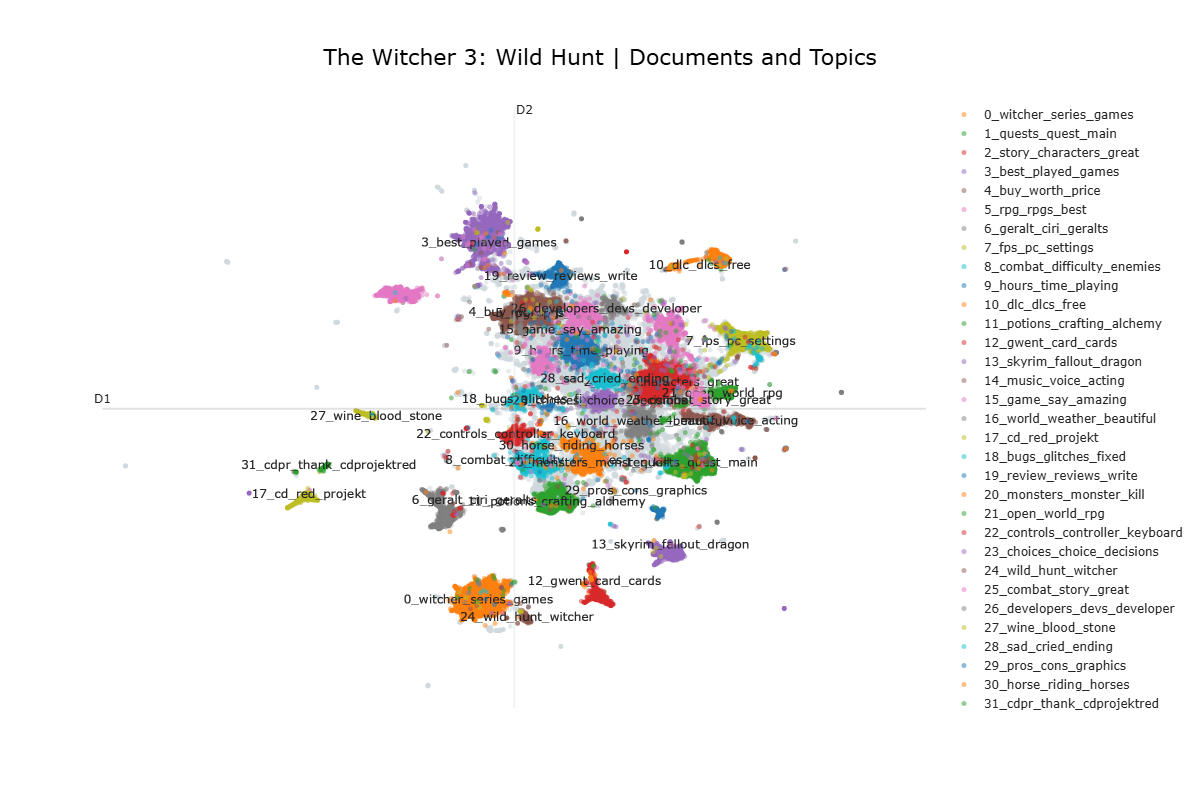 The Witcher 3: Wild Hunt | Documents and Topics
D2
D1
3_best_played_games
19_review_reviews_write
10_dlc_dlcs_free
26_developers_devs_developer
15_game_say_amazing
7_fps_pc_settings
9_hours_time_playing
28_sad_cried_ending
27_wine_blood_stone
16_world_weather_beautiful
22_controls_controller_keyboard
30_horse_riding_horses
31_cdpr_thank_cdprojektred
17_cd_red_projekt
29_pros_cons_graphics
6_geralt_ciri_geralts
11_potions_crafting_alchemy
13_skyrim_fallout_dragon
12_gwent_card_cards
0_witcher_series_games
24_wild_hunt_witcher
0_witcher_series_games
1_quests_quest_main
2_story_characters_great
3_best_played_games
4_buy_worth_price
5_rpg_rpgs_best
6_geralt_ciri_geralts
7_fps_pc_settings
8_combat_difficulty_enemies
9_hours_time_playing
10_dlc_dlcs_free
11_potions_crafting_alchemy
12_gwent_card_cards
13_skyrim_fallout_dragon
14_music_voice_acting
15_game_say_amazing
16_world_weather_beautiful
17_cd_red_projekt
18_bugs_glitches_fixed
19_review_reviews_write
20_monsters_monster_kill
21_open_world_rpg
22_controls_controller_keyboard
23_choices_choice_decisions
24_wild_hunt_witcher
25_combat_story_great
26_developers_devs_developer
27_wine_blood_stone
28_sad_cried_ending
29_pros_cons_graphics
30_horse_riding_horses
31_cdpr_thank_cdprojektred